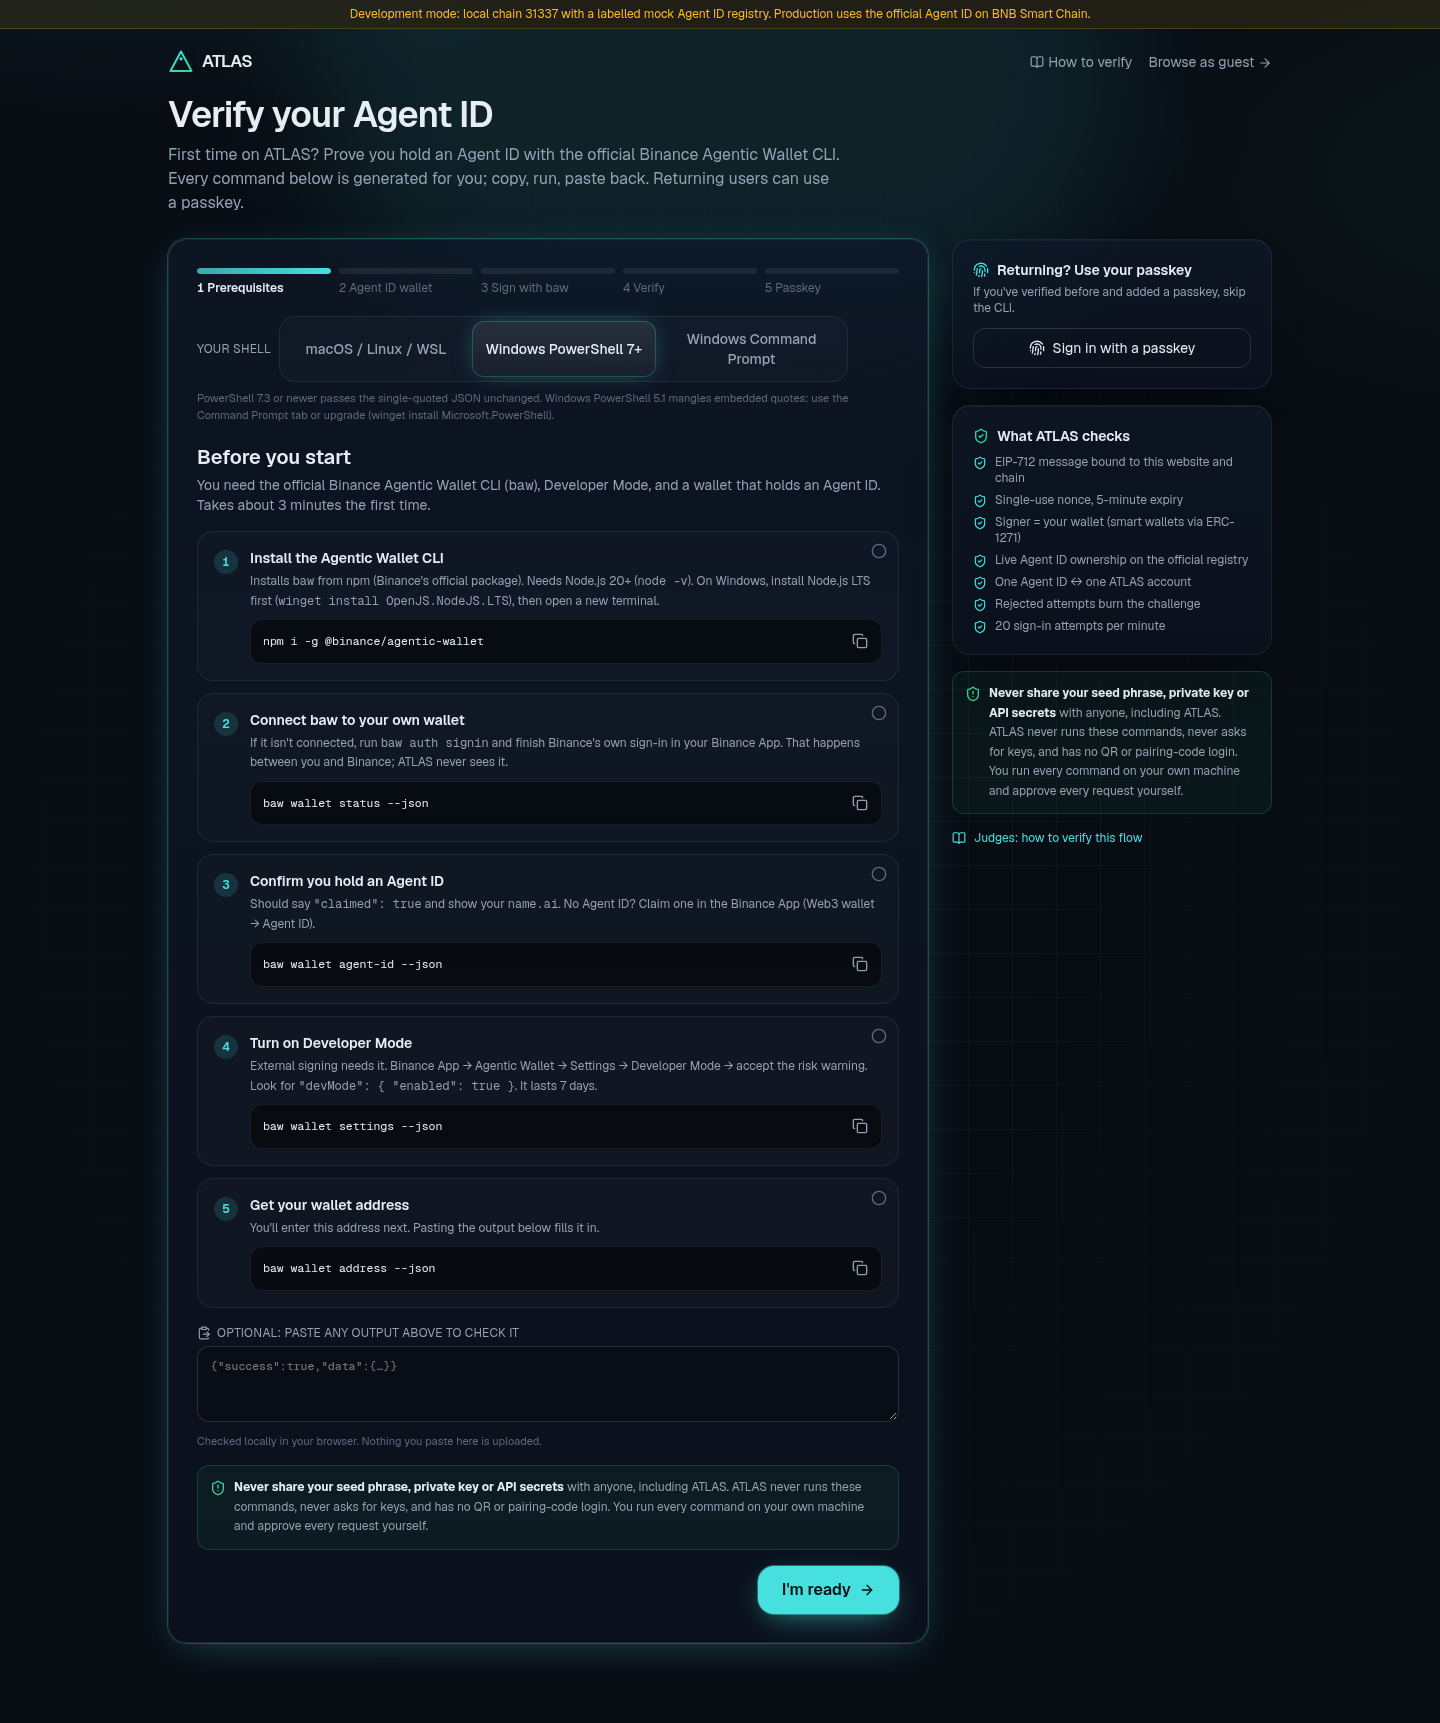 Development mode: local chain 31337 with a labelled mock Agent ID registry. Production uses the official Agent ID on BNB Smart Chain.
ATLAS
How to verify
Browse as guest →
Verify your Agent ID
First time on ATLAS? Prove you hold an Agent ID with the official Binance Agentic Wallet CLI.
Every command below is generated for you; copy, run, paste back. Returning users can use
a passkey.
1 Prerequisites
2 Agent ID wallet
3 Sign with baw
4 Verify
5 Passkey
YOUR SHELL
macOS / Linux / WSL
Windows PowerShell 7+
Windows Command
Prompt
PowerShell 7.3 or newer passes the single-quoted JSON unchanged. Windows PowerShell 5.1 mangles embedded quotes: use the
Command Prompt tab or upgrade (winget install Microsoft.PowerShell).
Before you start
You need the official Binance Agentic Wallet CLI (baw), Developer Mode, and a wallet that holds an Agent ID.
Takes about 3 minutes the first time.
1
Install the Agentic Wallet CLI
Installs baw from npm (Binance's official package). Needs Node.js 20+ (node -v). On Windows, install Node.js LTS
first (winget install OpenJS.NodeJS.LTS), then open a new terminal.
npm i -g @binance/agentic-wallet
2
Connect baw to your own wallet
If it isn't connected, run baw auth signin and finish Binance's own sign-in in your Binance App. That happens
between you and Binance; ATLAS never sees it.
baw wallet status --json
3
Confirm you hold an Agent ID
Should say "claimed": true and show your name.ai. No Agent ID? Claim one in the Binance App (Web3 wallet
→ Agent ID).
baw wallet agent-id --json
4
Turn on Developer Mode
External signing needs it. Binance App → Agentic Wallet → Settings → Developer Mode → accept the risk warning.
Look for "devMode": { "enabled": true }. It lasts 7 days.
baw wallet settings --json
5
Get your wallet address
You'll enter this address next. Pasting the output below fills it in.
baw wallet address --json
OPTIONAL: PASTE ANY OUTPUT ABOVE TO CHECK IT
{"success":true,"data":{…}}
Checked locally in your browser. Nothing you paste here is uploaded.
Never share your seed phrase, private key or API secrets with anyone, including ATLAS. ATLAS never runs these
commands, never asks for keys, and has no QR or pairing-code login. You run every command on your own machine
and approve every request yourself.
I'm ready →
Returning? Use your passkey
If you've verified before and added a passkey, skip
the CLI.
Sign in with a passkey
What ATLAS checks
EIP-712 message bound to this website and
chain
Single-use nonce, 5-minute expiry
Signer = your wallet (smart wallets via ERC-
1271)
Live Agent ID ownership on the official registry
One Agent ID ↔ one ATLAS account
Rejected attempts burn the challenge
20 sign-in attempts per minute
Never share your seed phrase, private key or
API secrets with anyone, including ATLAS.
ATLAS never runs these commands, never asks
for keys, and has no QR or pairing-code login.
You run every command on your own machine
and approve every request yourself.
Judges: how to verify this flow